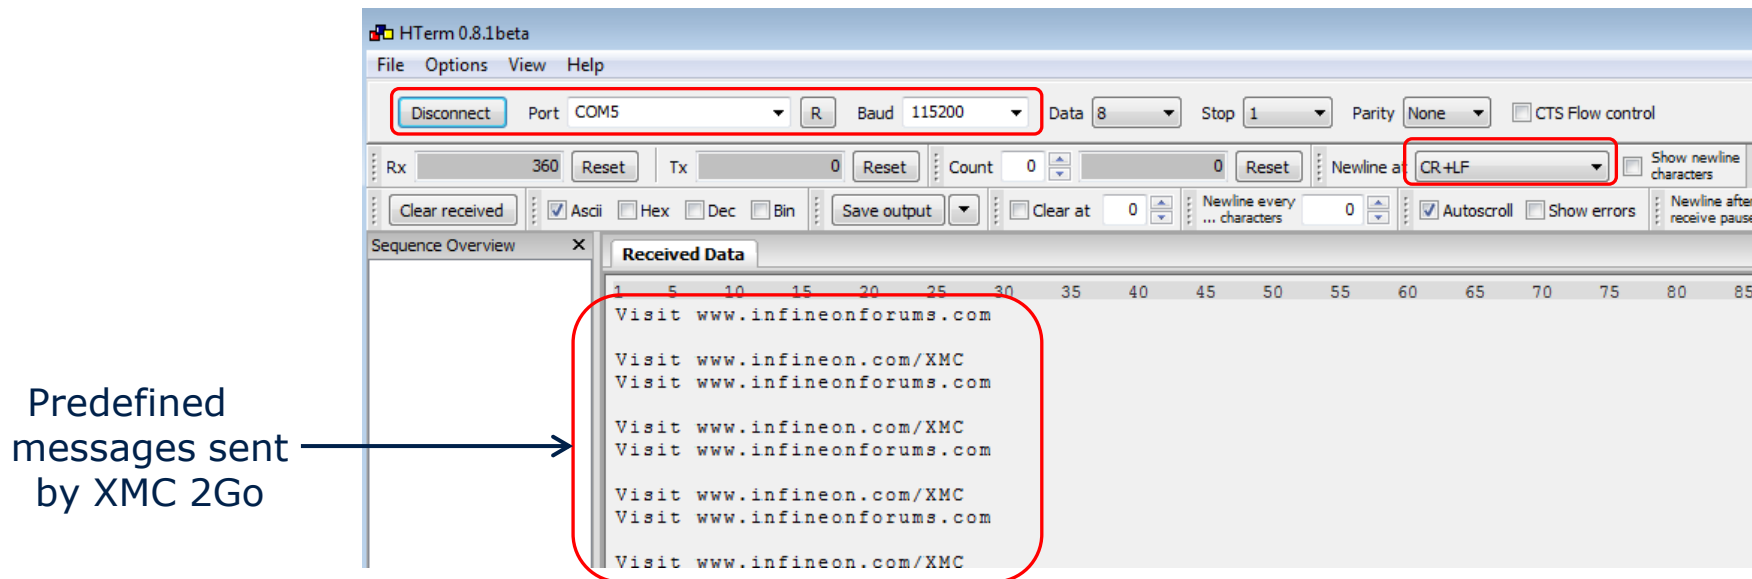 HTerm 0.8.1beta
File Options View Help
Disconnect Port COM5 R Baud 115200 Data 8 Stop 1 Parity None CTS Flow control
Rx 360 Reset Tx 0 Reset Count 0 0 Reset Newline at CR+LF Show newline characters
Clear received Ascii Hex Dec Bin Save output Clear at 0 Newline every ... characters 0 Autoscroll Show errors Newline after receive pause
Sequence Overview X Received Data
1 5 10 15 20 25 30 35 40 45 50 55 60 65 70 75 80 85
Visit www.infineonforums.com
Visit www.infineon.com/XMC
Visit www.infineonforums.com
Visit www.infineon.com/XMC
Visit www.infineonforums.com
Visit www.infineon.com/XMC
Visit www.infineonforums.com
Visit www.infineon.com/XMC
Predefined
messages sent
by XMC 2Go